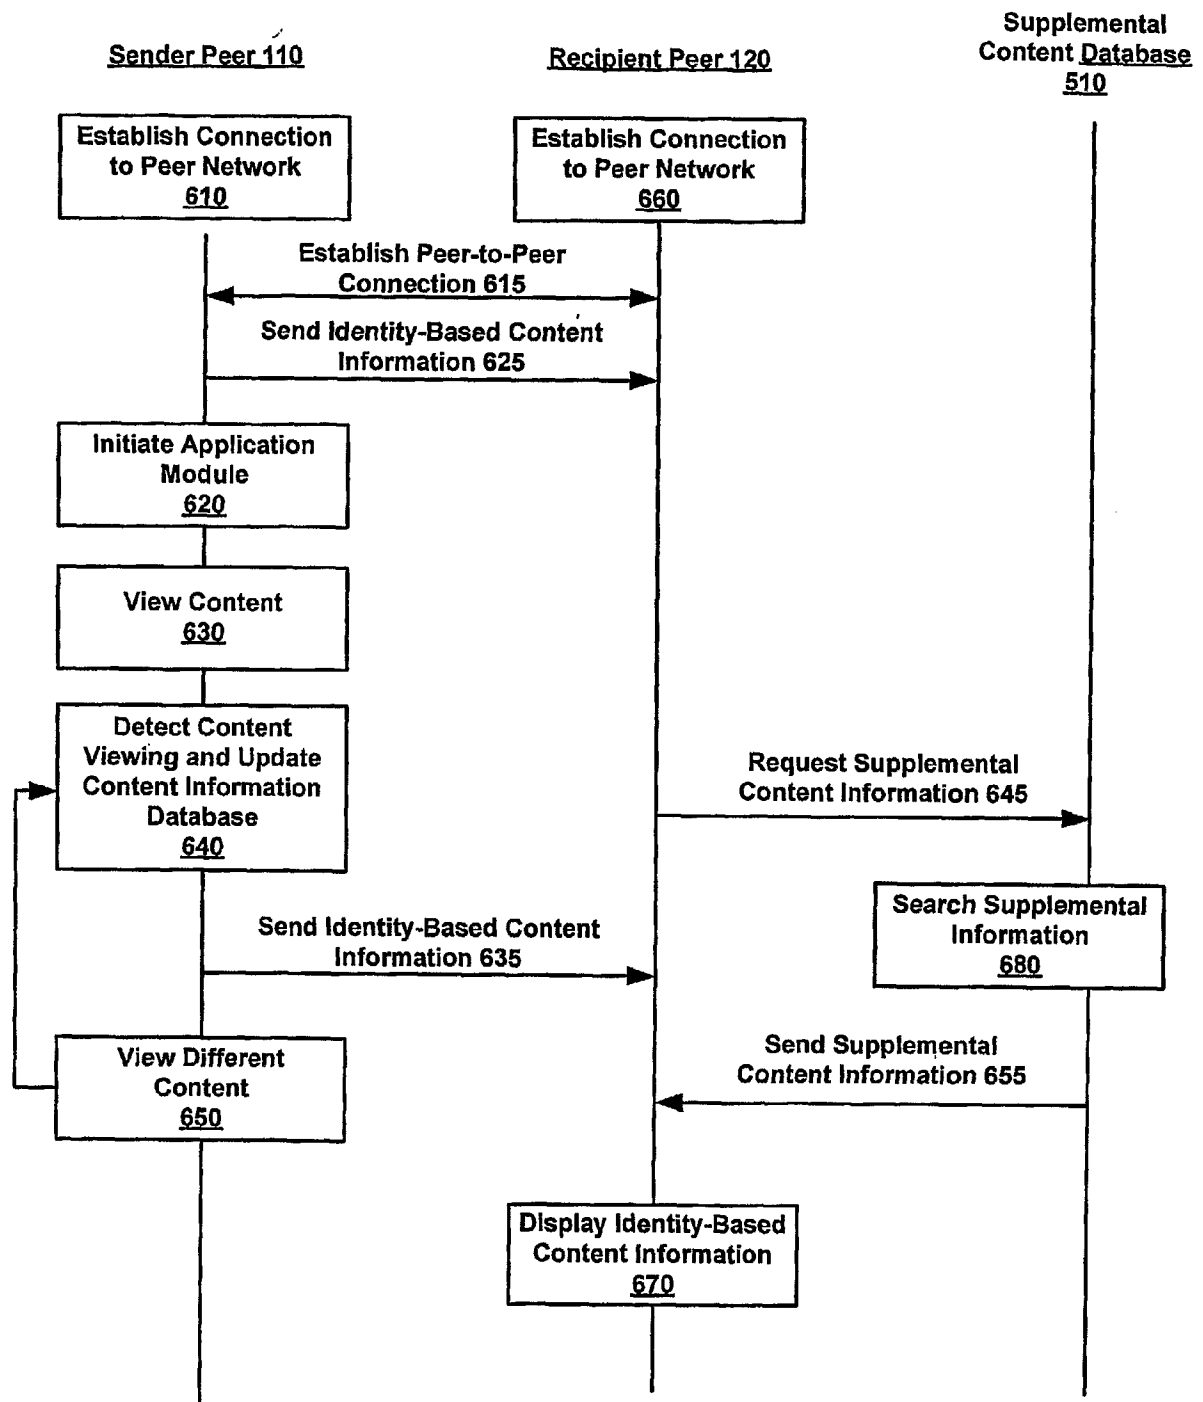 Sender Peer 110
Recipient Peer 120
Supplemental
Content Database
510
Establish Connection
to Peer Network
610
Establish Connection
to Peer Network
660
Establish Peer-to-Peer
Connection 615
Send Identity-Based Content
Information 625
Initiate Application
Module
620
View Content
630
Detect Content
Viewing and Update
Content Information
Database
640
Request Supplemental
Content Information 645
Search Supplemental
Information
680
Send Identity-Based Content
Information 635
View Different
Content
650
Send Supplemental
Content Information 655
Display Identity-Based
Content Information
670